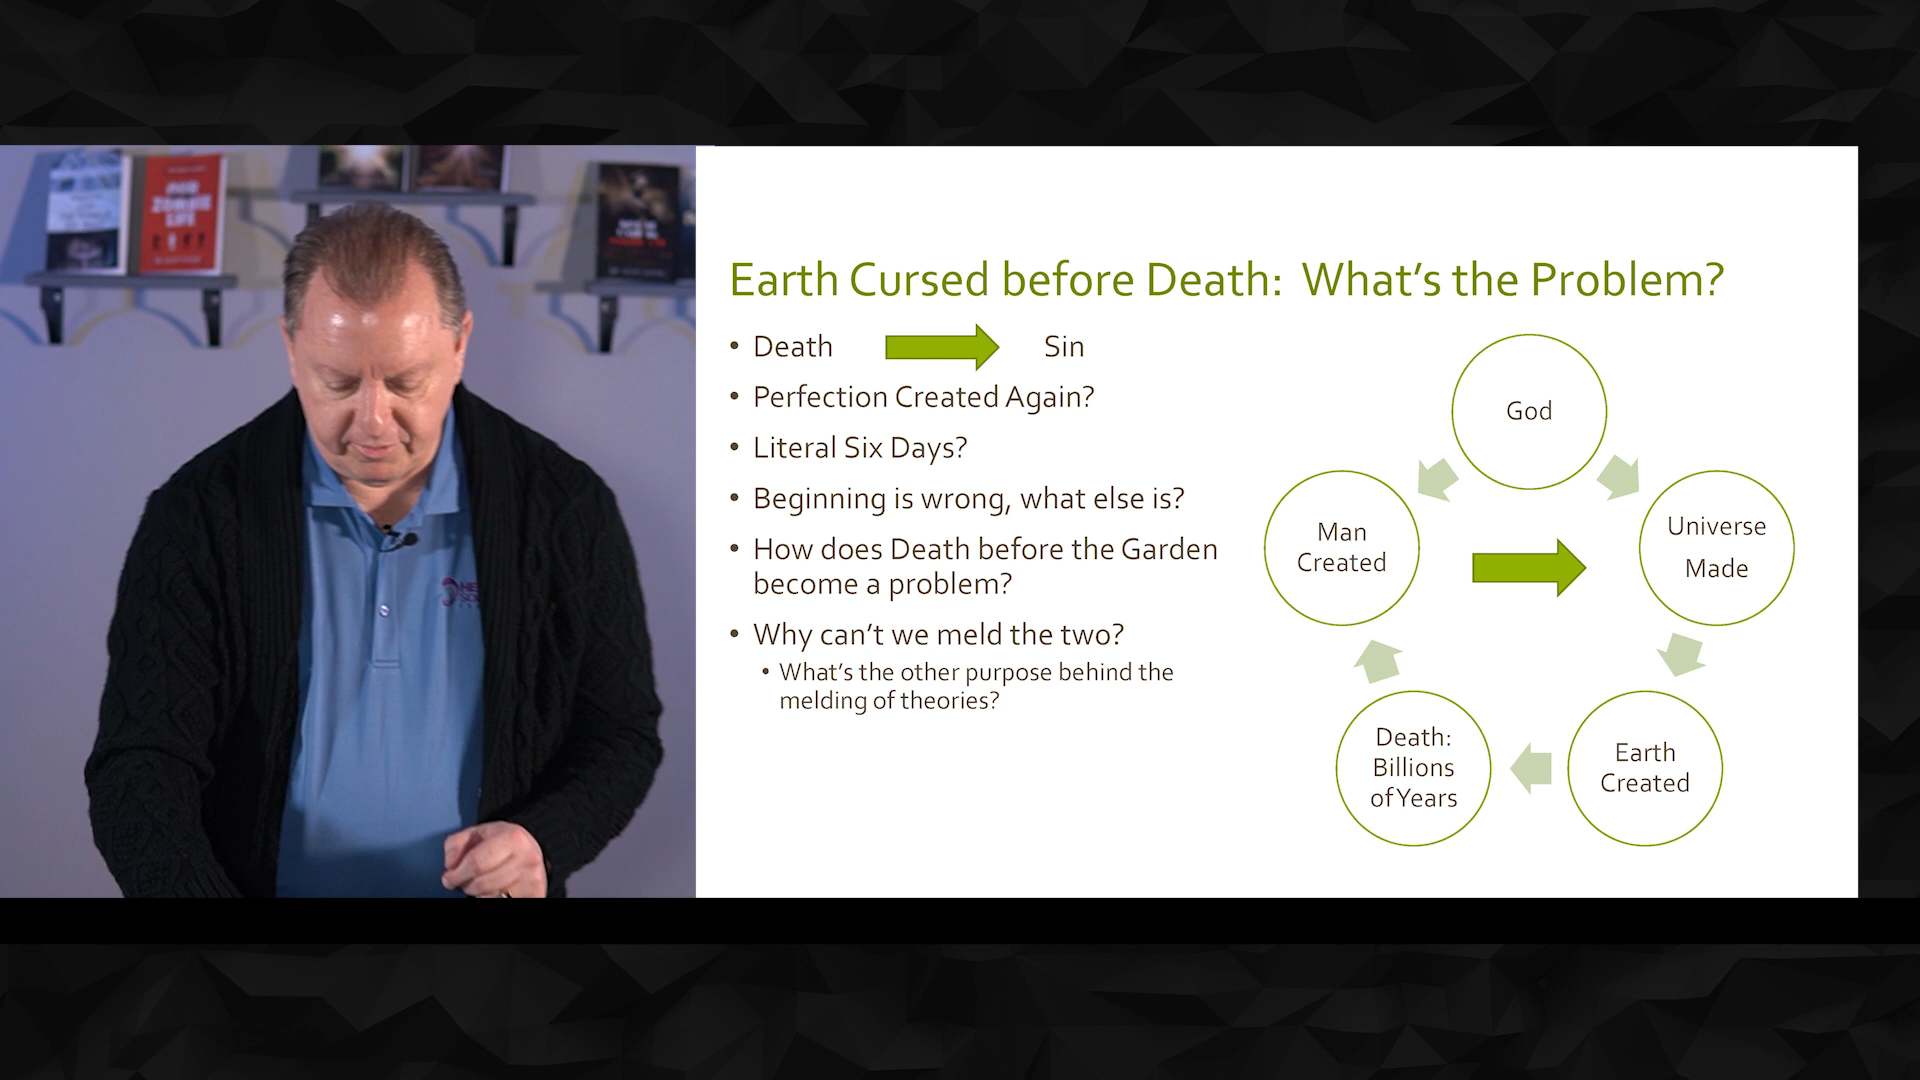 ZOMBIE
LIFE
Earth Cursed before Death: What's the Problem?
• Death
Sin
• Perfection Created Again?
• Literal Six Days?
• Beginning is wrong, what else is?
• How does Death before the Garden
become a problem?
• Why can't we meld the two?
• What's the other purpose behind the
melding of theories?
God
Universe
Made
Earth
Created
Death:
Billions
of Years
Man
Created